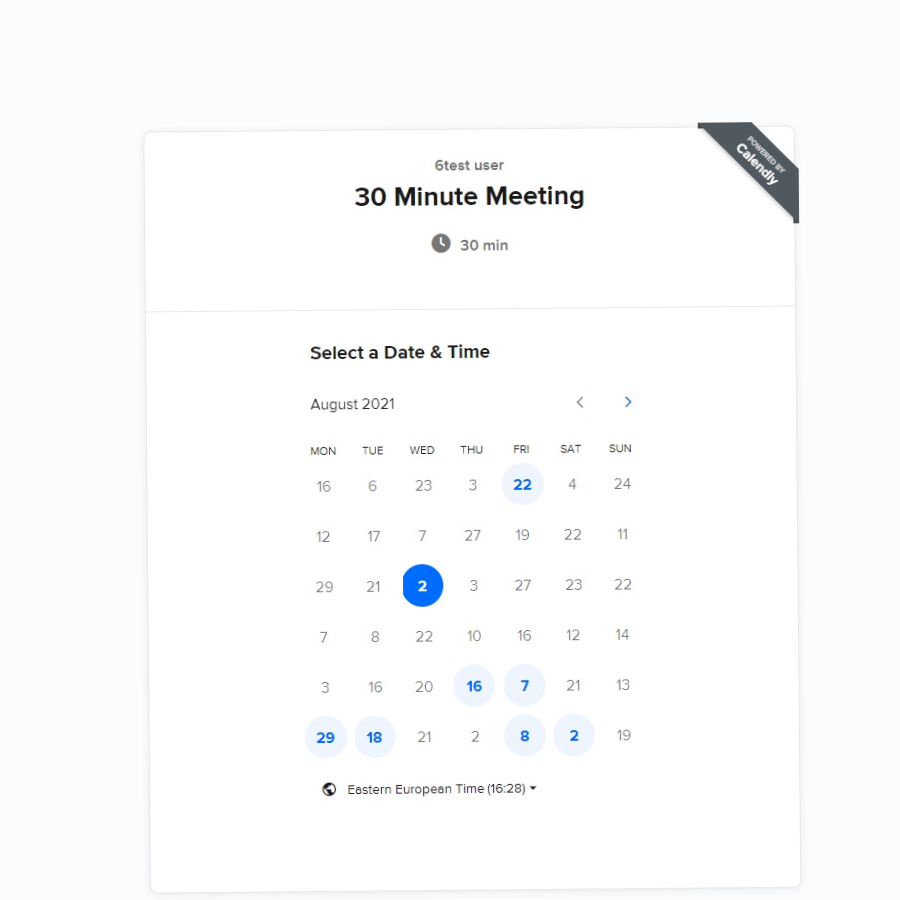 POWERED BY
Calendly
6test user
30 Minute Meeting
30 min
Select a Date & Time
August 2021
MON TUE WED THU FRI SAT SUN
16 6 23 3 22 4 24
12 17 7 27 19 22 11
29 21 2 3 27 23 22
7 8 22 10 16 12 14
3 16 20 16 7 21 13
29 18 21 2 8 2 19
Eastern European Time (16:28)